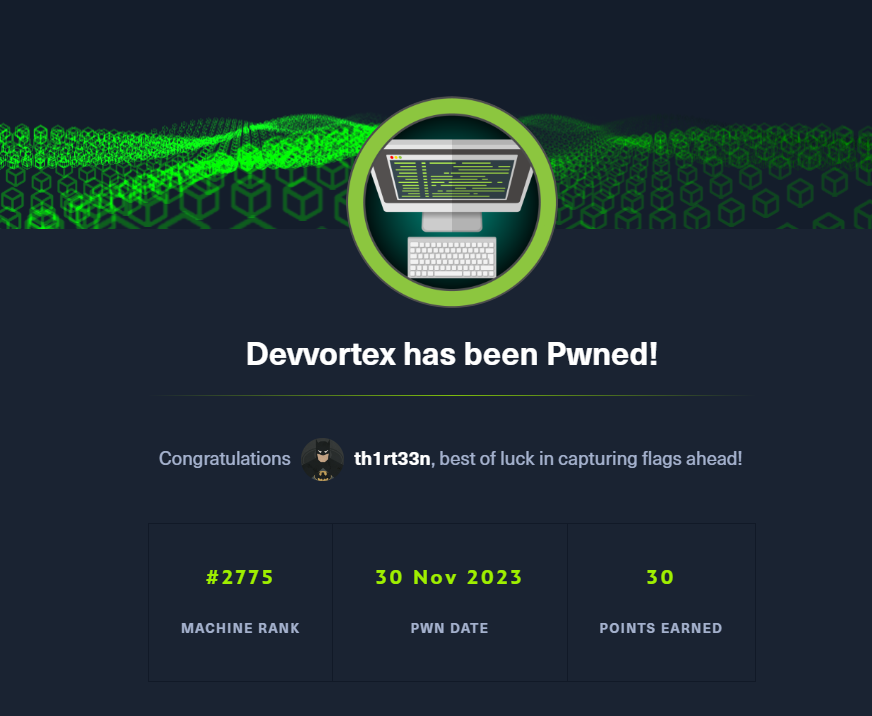 Devvortex has been Pwned!
Congratulations th1rt33n, best of luck in capturing flags ahead!
#2775 30 Nov 2023 30
MACHINE RANK PWN DATE POINTS EARNED